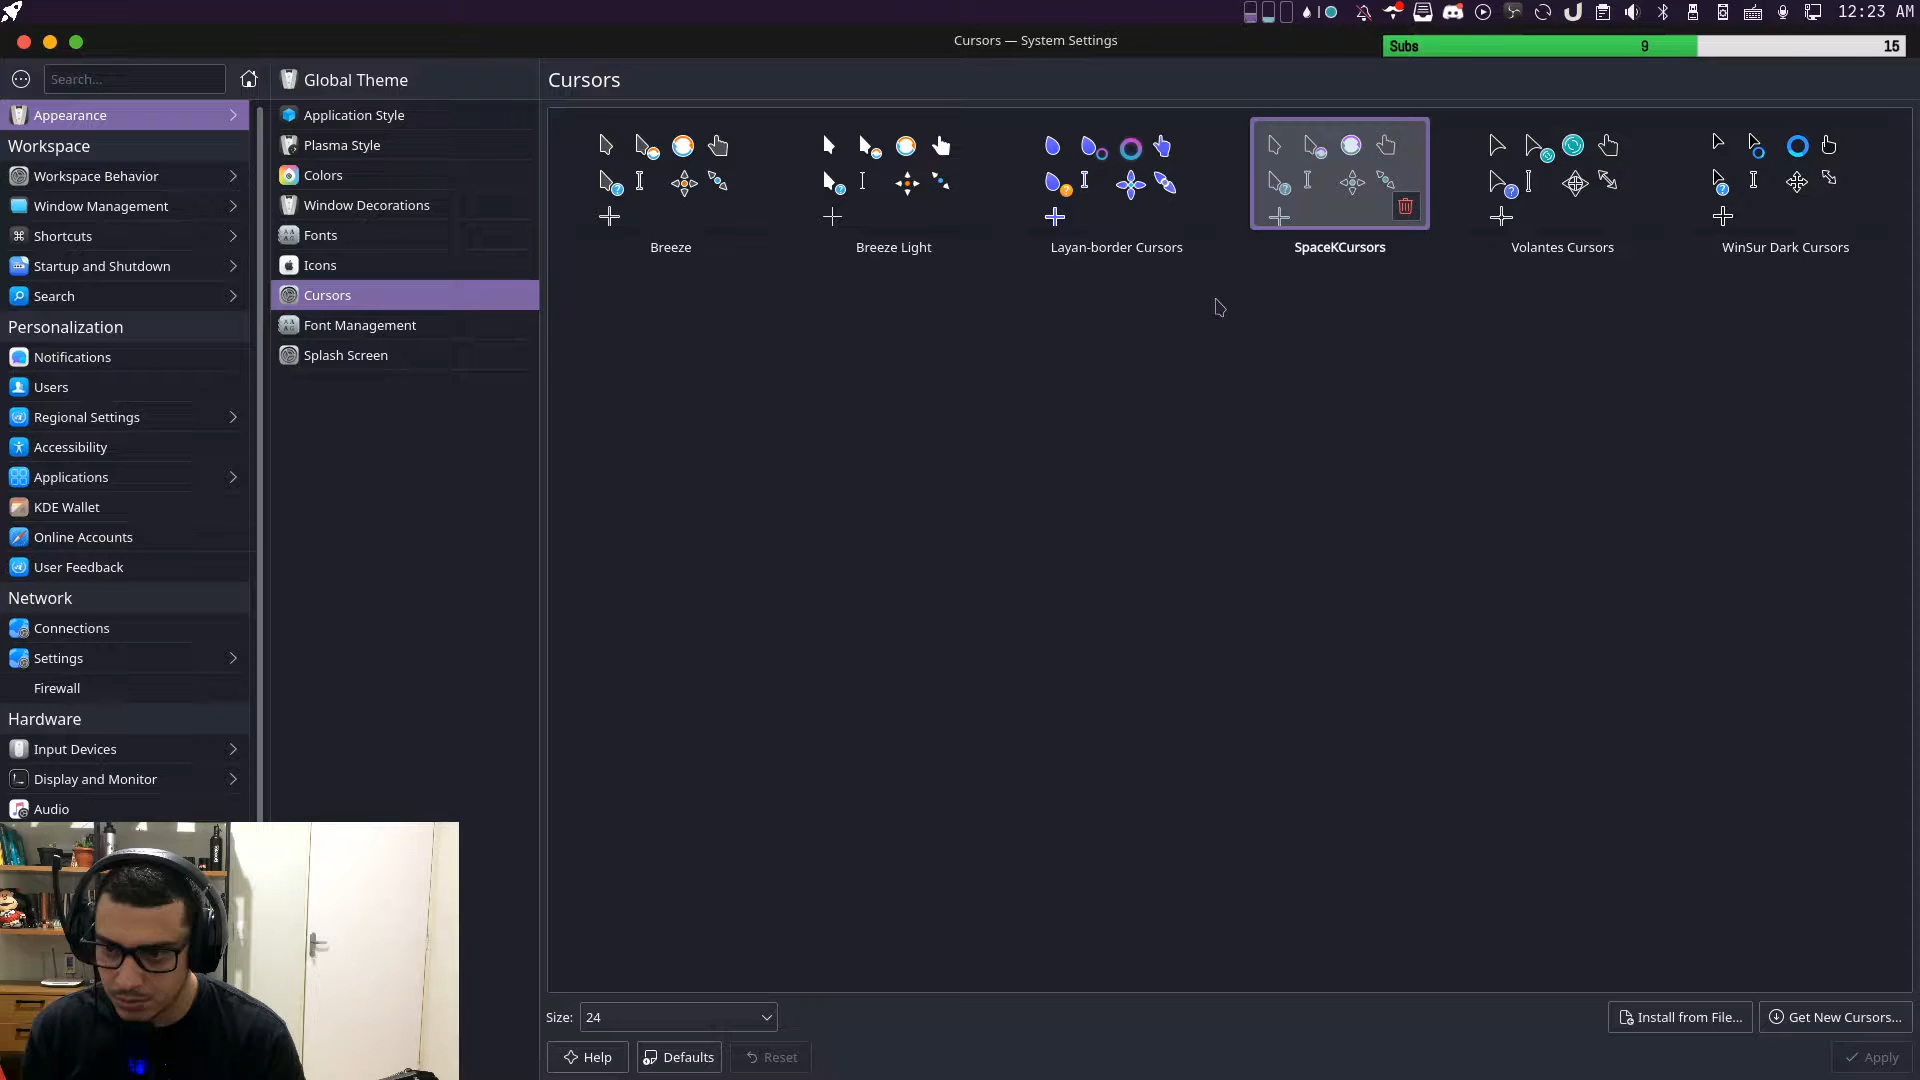 12:23 AM
Cursors — System Settings
Subs 9 15
Search...
Global Theme
Cursors
Appearance
Workspace
Workspace Behavior
Window Management
Shortcuts
Startup and Shutdown
Search
Personalization
Notifications
Users
Regional Settings
Accessibility
Applications
KDE Wallet
Online Accounts
User Feedback
Network
Connections
Settings
Firewall
Hardware
Input Devices
Display and Monitor
Audio
Application Style
Plasma Style
Colors
Window Decorations
Fonts
Icons
Cursors
Font Management
Splash Screen
Breeze
Breeze Light
Layan-border Cursors
SpaceKCursors
Volantes Cursors
WinSur Dark Cursors
Size: 24
Install from File...
Get New Cursors...
Help
Defaults
Reset
Apply